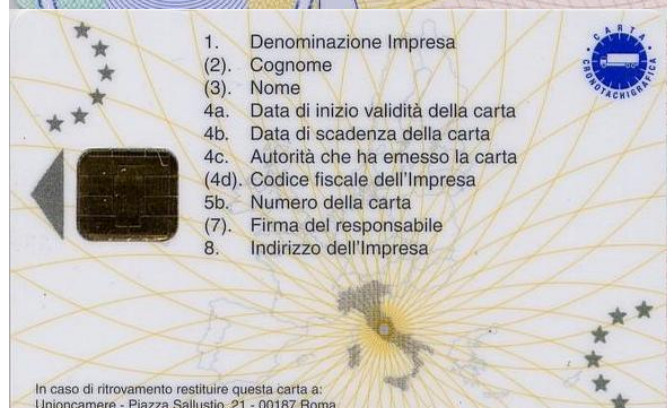 CARTA CRONOTACHIGRAFICA
1. Denominazione Impresa
(2). Cognome
(3). Nome
4a. Data di inizio validità della carta
4b. Data di scadenza della carta
4c. Autorità che ha emesso la carta
(4d). Codice fiscale dell'Impresa
5b. Numero della carta
(7). Firma del responsabile
8. Indirizzo dell'Impresa
In caso di ritrovamento restituire questa carta a:
Unioncamere - Piazza Sallustio, 21 - 00187 Roma